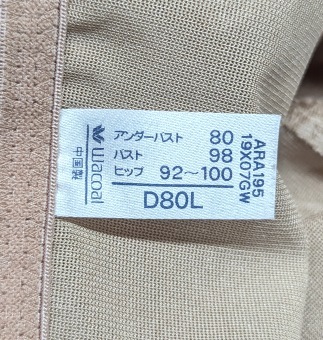 wacoal
中国製
アンダーバスト 80
バスト 98
ヒップ 92～100
D80L
ARA195
19X07GW